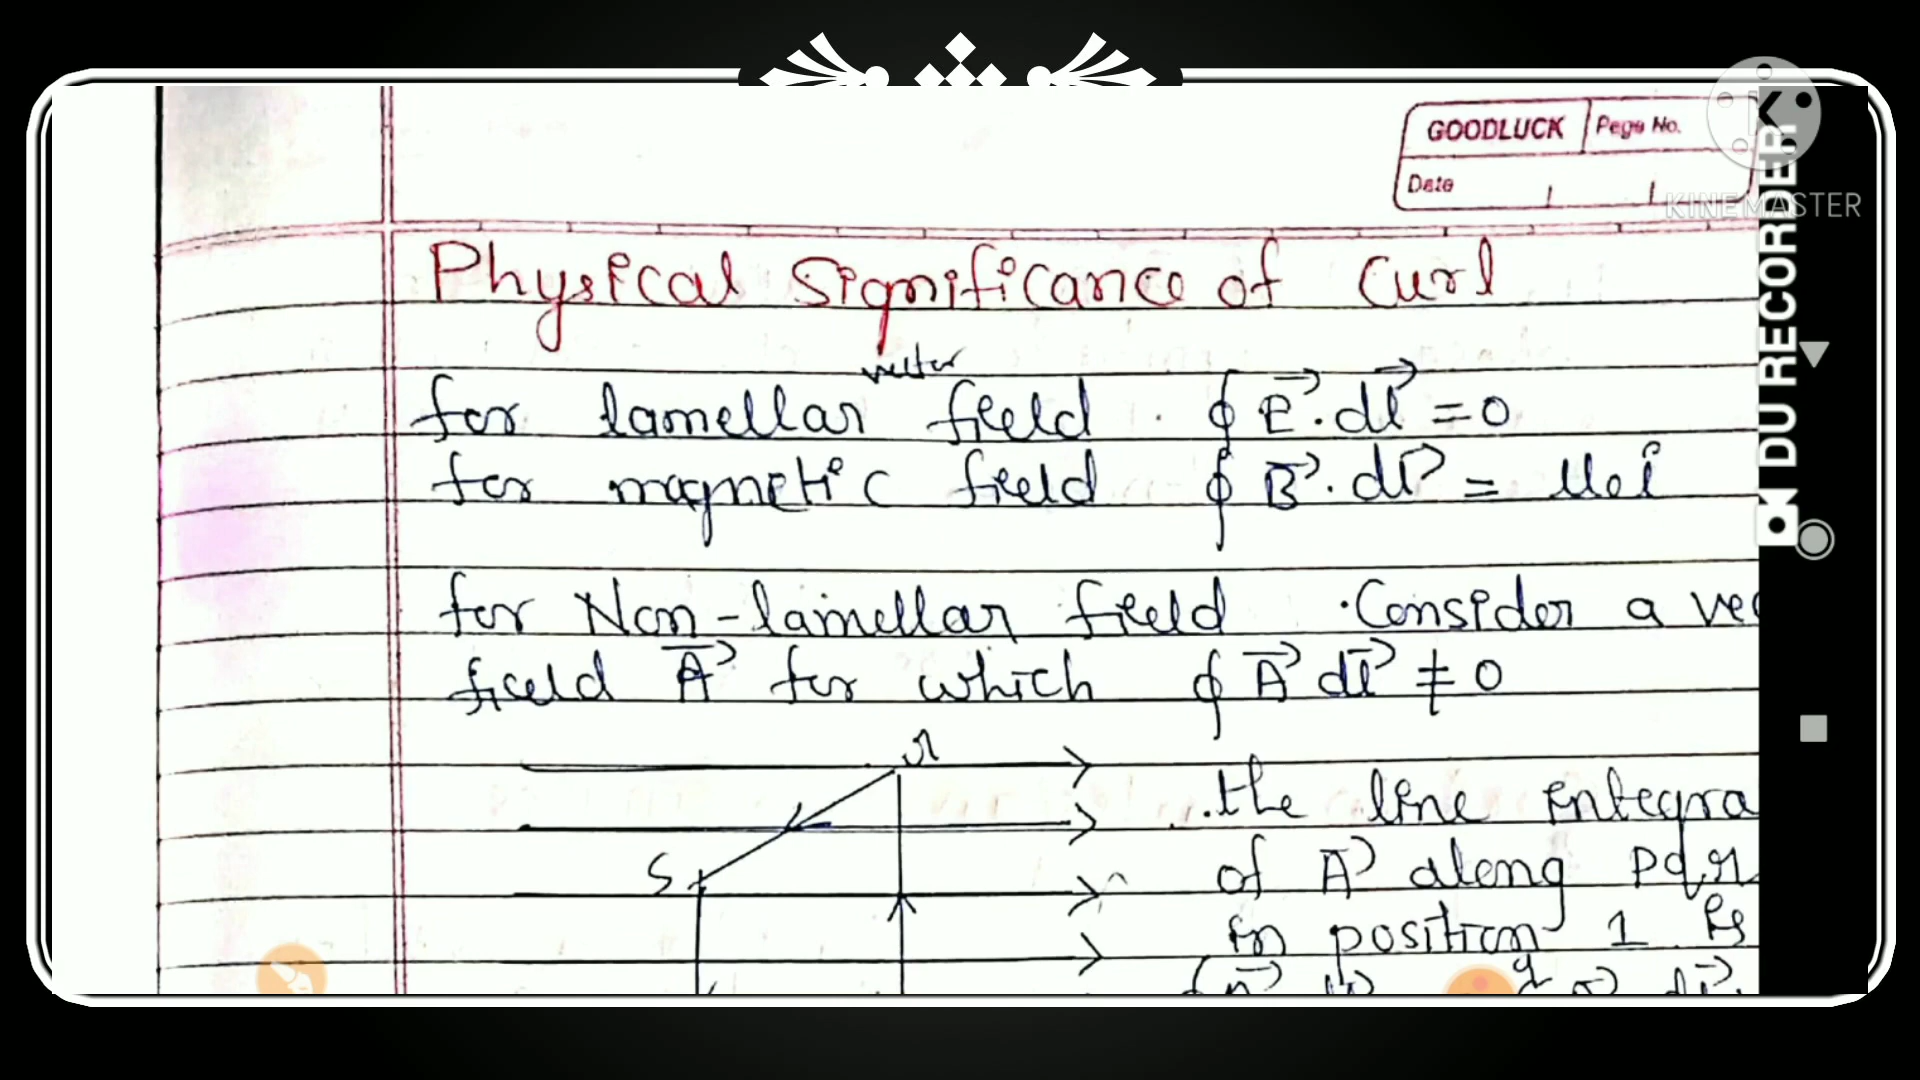 GOODLUCK Page No.
Date
KINEMASTER
DU RECORDER
Physical Significance of Curl
vector
for lamellar field ∮ E⃗.dl⃗ = 0
for magnetic field ∮ B⃗.dl⃗ = μ₀i
for Non-lamellar field . Consider a vec
field A⃗ for which ∮ A⃗ dl⃗ ≠ 0
r
the line integra
S
of A⃗ along pqr
in position 1 is